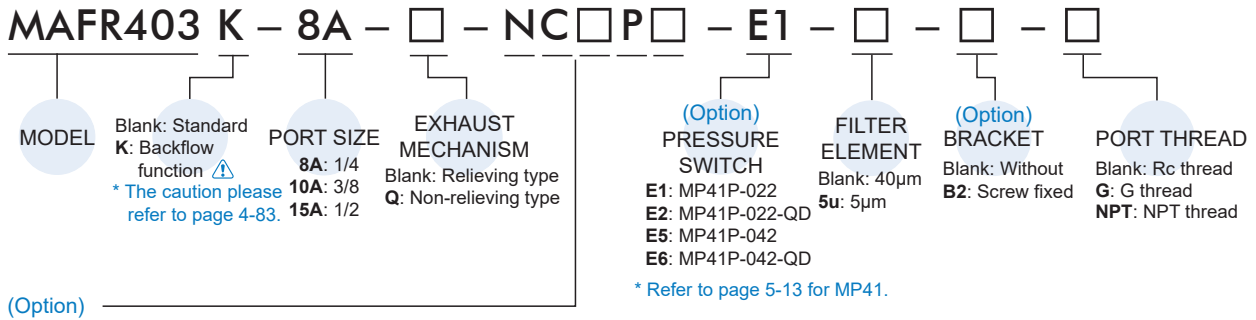 MAFR403 K – 8A – □ – NC□P□ – E1 – □ – □ – □
MODEL
Blank: Standard
K: Backflow
function ⚠
* The caution please
refer to page 4-83.
PORT SIZE
8A: 1/4
10A: 3/8
15A: 1/2
EXHAUST
MECHANISM
Blank: Relieving type
Q: Non-relieving type
(Option)
PRESSURE
SWITCH
E1: MP41P-022
E2: MP41P-022-QD
E5: MP41P-042
E6: MP41P-042-QD
* Refer to page 5-13 for MP41.
FILTER
ELEMENT
Blank: 40μm
5u: 5μm
(Option)
BRACKET
Blank: Without
B2: Screw fixed
PORT THREAD
Blank: Rc thread
G: G thread
NPT: NPT thread
(Option)